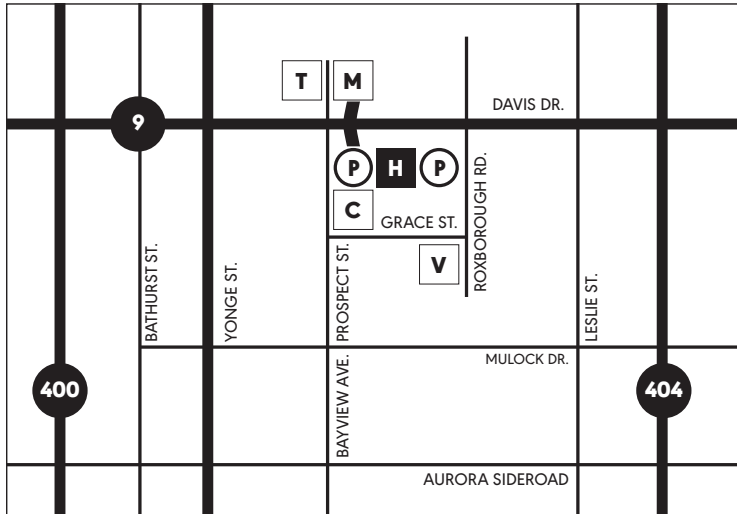 T
M
DAVIS DR.
9
P
H
P
C
GRACE ST.
ROXBOROUGH RD.
V
BATHURST ST.
YONGE ST.
PROSPECT ST.
LESLIE ST.
MULOCK DR.
400
BAYVIEW AVE.
404
AURORA SIDEROAD